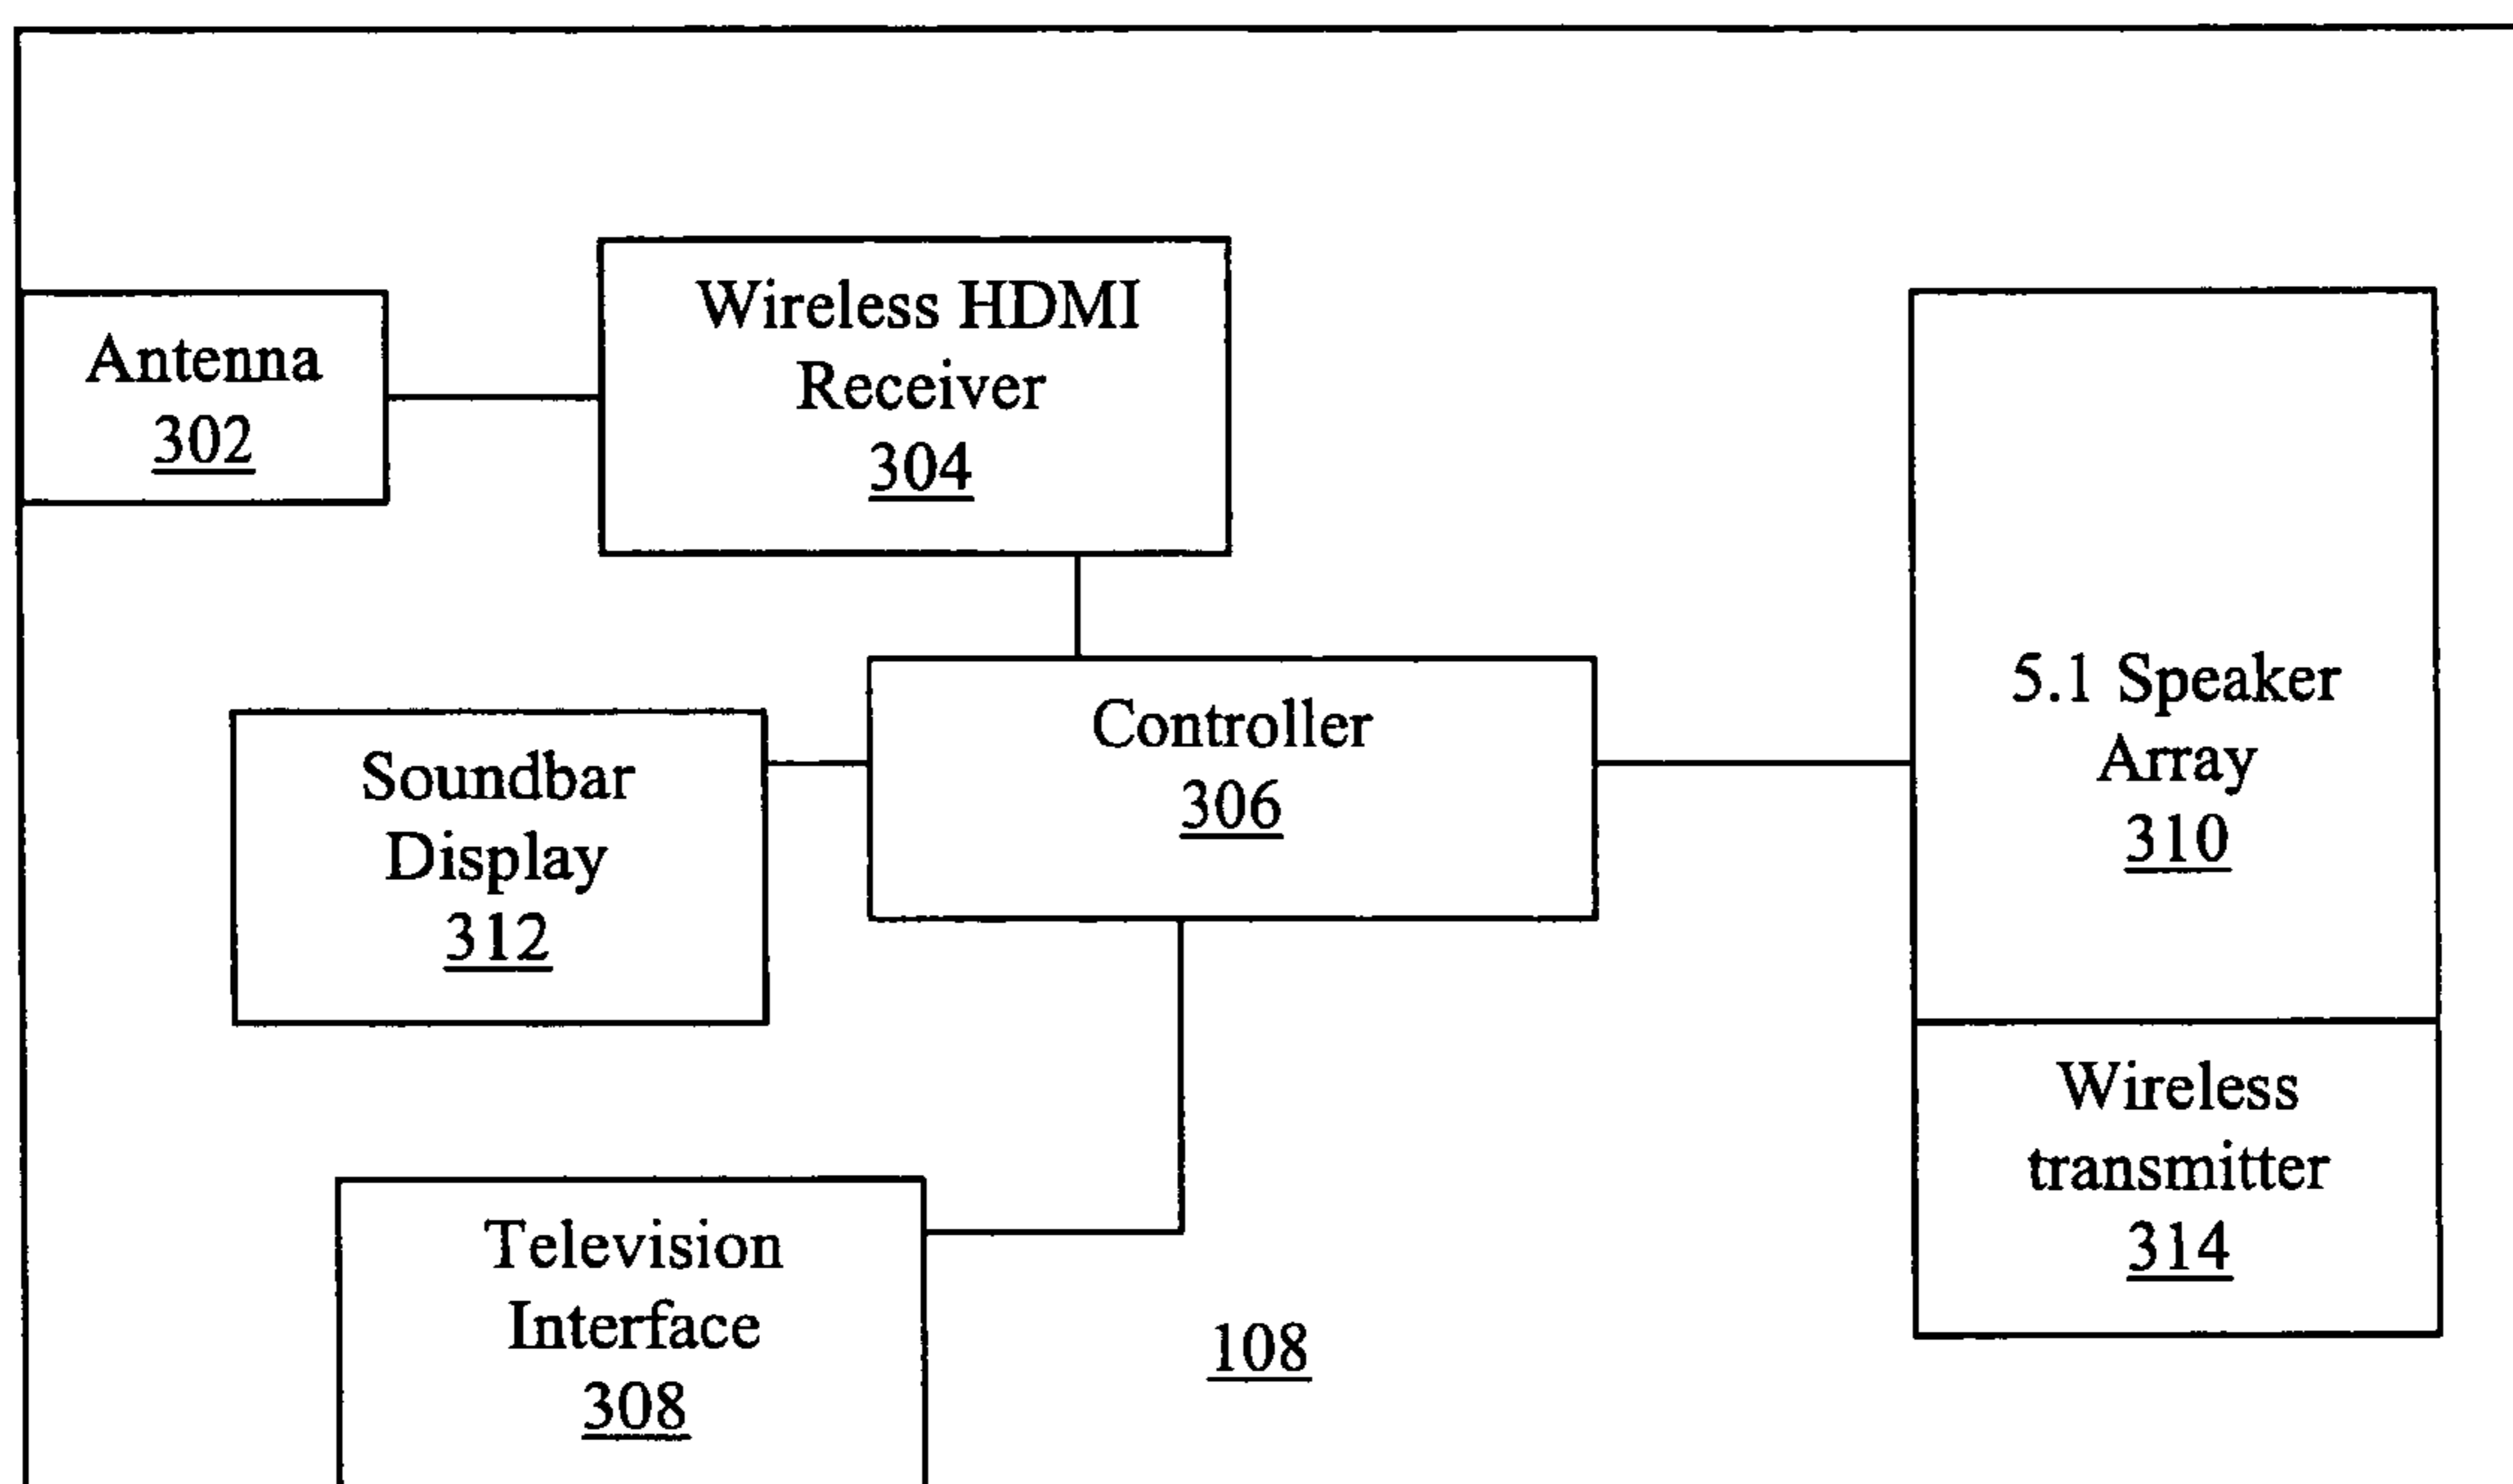 Antenna
302
Wireless HDMI
Receiver
304
Controller
306
Soundbar
Display
312
5.1 Speaker
Array
310
Wireless
transmitter
314
Television
Interface
308
108